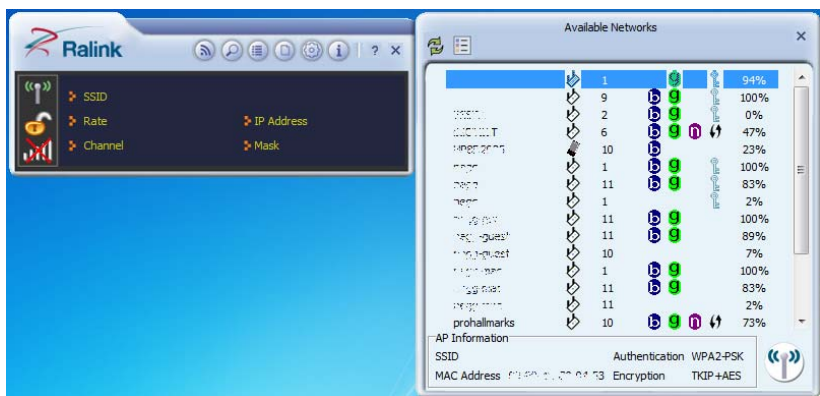 Ralink
? ×
SSID
Rate
IP Address
Channel
Mask
Available Networks
1 g 94%
9 b g 100%
2 b g 0%
6 b g n 47%
10 b 23%
1 b g 100%
11 b g 83%
1 2%
11 b g 100%
-guest 11 b g 89%
-guest 10 7%
1 b g 100%
11 b g 83%
11 2%
prohallmarks 10 b g n 73%
AP Information
SSID Authentication WPA2-PSK
MAC Address Encryption TKIP+AES